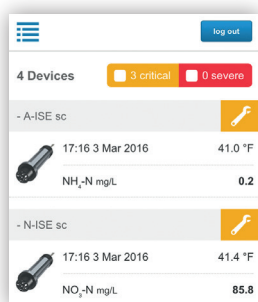 log out
4 Devices 3 critical 0 severe
- A-ISE sc
17:16 3 Mar 2016 41.0 °F
NH₄-N mg/L 0.2
- N-ISE sc
17:16 3 Mar 2016 41.4 °F
NO₃-N mg/L 85.8